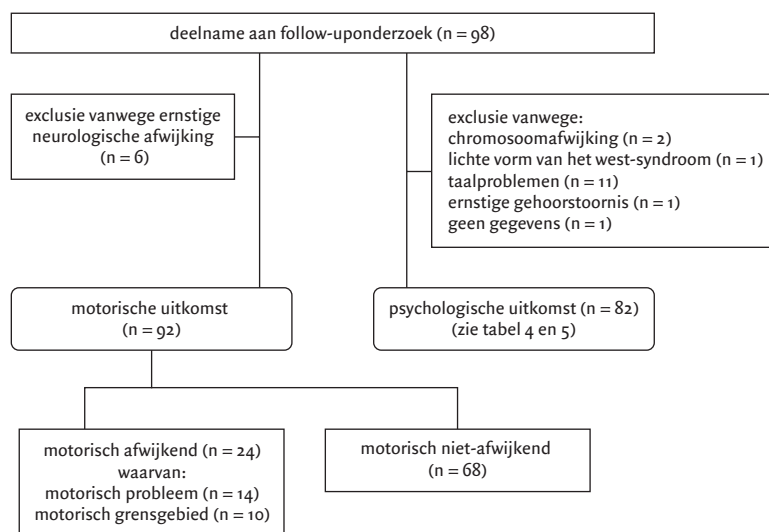 deelname aan follow-uponderzoek (n = 98)
exclusie vanwege ernstige
neurologische afwijking
(n = 6)
exclusie vanwege:
chromosoomafwijking (n = 2)
lichte vorm van het west-syndroom (n = 1)
taalproblemen (n = 11)
ernstige gehoorstoornis (n = 1)
geen gegevens (n = 1)
motorische uitkomst
(n = 92)
psychologische uitkomst (n = 82)
(zie tabel 4 en 5)
motorisch afwijkend (n = 24)
waarvan:
motorisch probleem (n = 14)
motorisch grensgebied (n = 10)
motorisch niet-afwijkend
(n = 68)